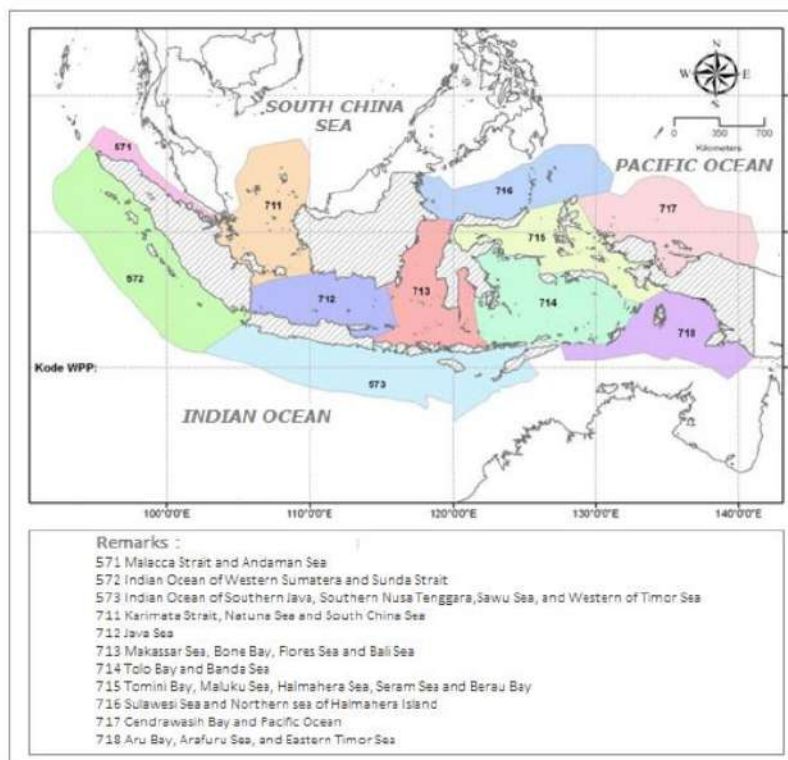 SOUTH CHINA
SEA
W E
S
0 350 700
Kilometers
PACIFIC OCEAN
571
711
716
717
715
572
712
713
714
718
Kode WPP:
573
INDIAN OCEAN
100°0'0"E 110°0'0"E 120°0'0"E 130°0'0"E 140°0'0"E
Remarks :
571 Malacca Strait and Andaman Sea
572 Indian Ocean of Western Sumatera and Sunda Strait
573 Indian Ocean of Southern Java, Southern Nusa Tenggara,Sawu Sea, and Western of Timor Sea
711 Karimata Strait, Natuna Sea and South China Sea
712 Java Sea
713 Makassar Sea, Bone Bay, Flores Sea and Bali Sea
714 Tolo Bay and Banda Sea
715 Tomini Bay, Maluku Sea, Halmahera Sea, Seram Sea and Berau Bay
716 Sulawesi Sea and Northern sea of Halmahera Island
717 Cendrawasih Bay and Pacific Ocean
718 Aru Bay, Arafuru Sea, and Eastern Timor Sea